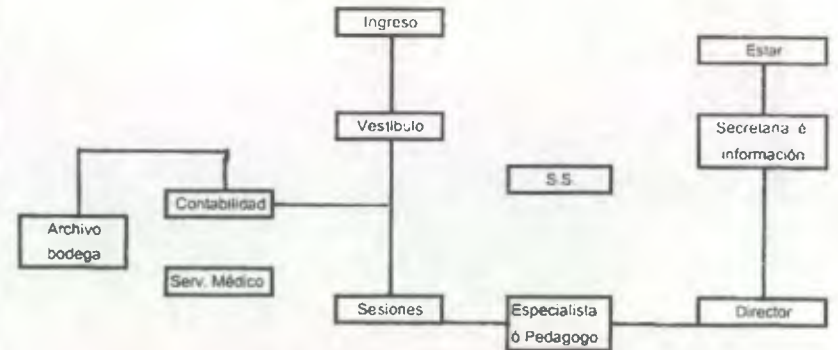 Ingreso
Estar
Vestíbulo
Secretaria é
información
S.S.
Contabilidad
Archivo
bodega
Serv. Médico
Sesiones
Especialista
ó Pedagogo
Director